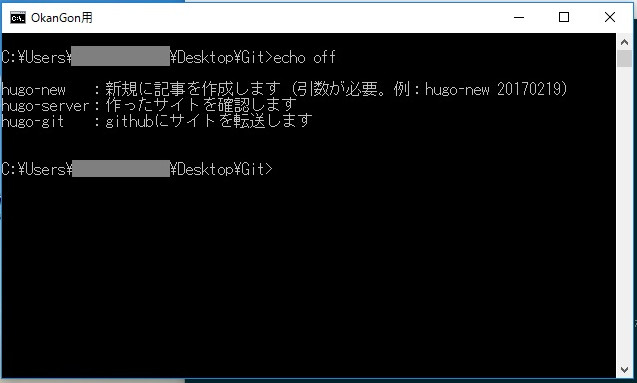 OkanGon用
C:¥Users¥ ¥Desktop¥Git>echo off
hugo-new :新規に記事を作成します (引数が必要。例:hugo-new 20170219)
hugo-server:作ったサイトを確認します
hugo-git :githubにサイトを転送します
C:¥Users¥ ¥Desktop¥Git>